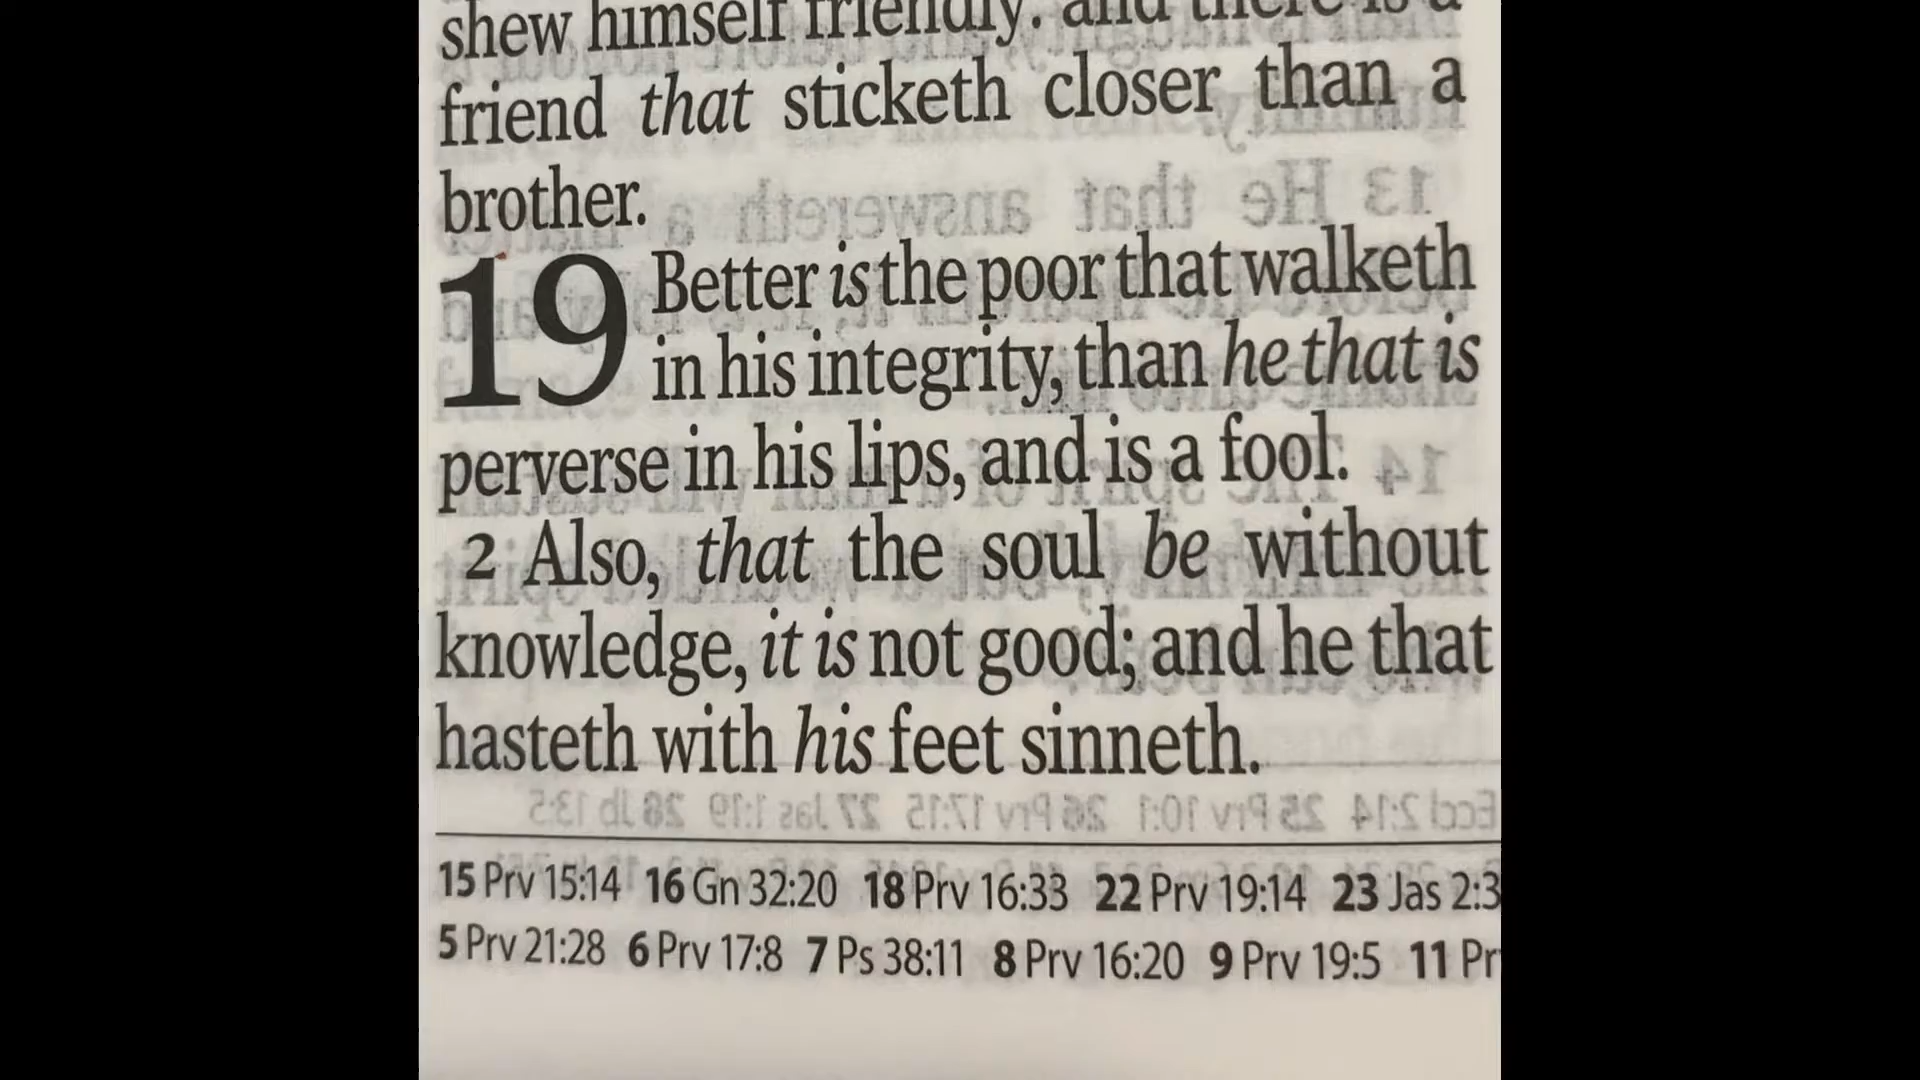 shew himself friendly: and there is a
friend that sticketh closer than a
brother.
19 Better is the poor that walketh
in his integrity, than he that is
perverse in his lips, and is a fool.
2 Also, that the soul be without
knowledge, it is not good; and he that
hasteth with his feet sinneth.
15 Prv 15:14 16 Gn 32:20 18 Prv 16:33 22 Prv 19:14 23 Jas 2:3
5 Prv 21:28 6 Prv 17:8 7 Ps 38:11 8 Prv 16:20 9 Prv 19:5 11 Pr